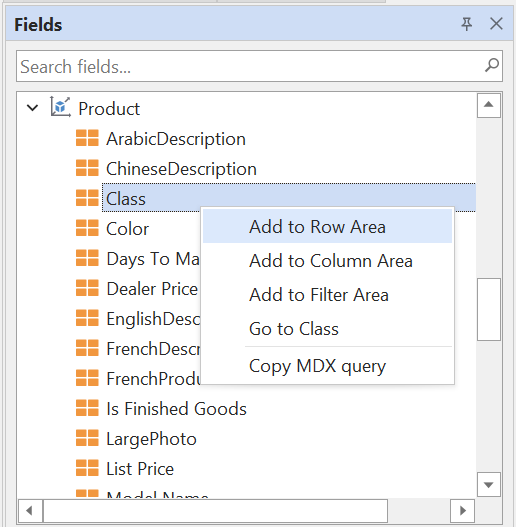 Fields
Search fields...
Product
ArabicDescription
ChineseDescription
Class
Color
Add to Row Area
Days To Ma
Add to Column Area
Dealer Price
Add to Filter Area
EnglishDesc
Go to Class
FrenchDescr
Copy MDX query
FrenchProdu
Is Finished Goods
LargePhoto
List Price
Model Name